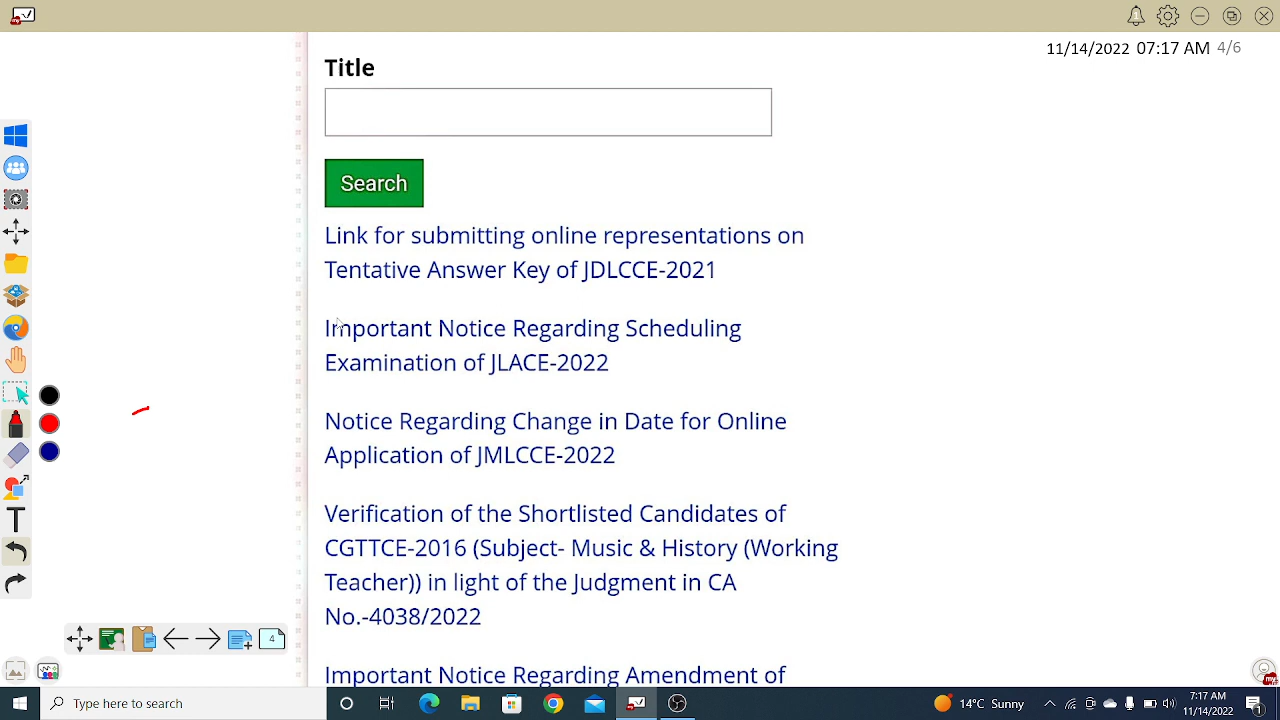 11/14/2022 07:17 AM 4/6
Title
Search
Link for submitting online representations on
Tentative Answer Key of JDLCCE-2021
Important Notice Regarding Scheduling
Examination of JLACE-2022
Notice Regarding Change in Date for Online
Application of JMLCCE-2022
Verification of the Shortlisted Candidates of
CGTTCE-2016 (Subject- Music & History (Working
Teacher)) in light of the Judgment in CA
No.-4038/2022
Important Notice Regarding Amendment of
T
4
Type here to search
14°C Sunny
7:17 AM
11/14/2022